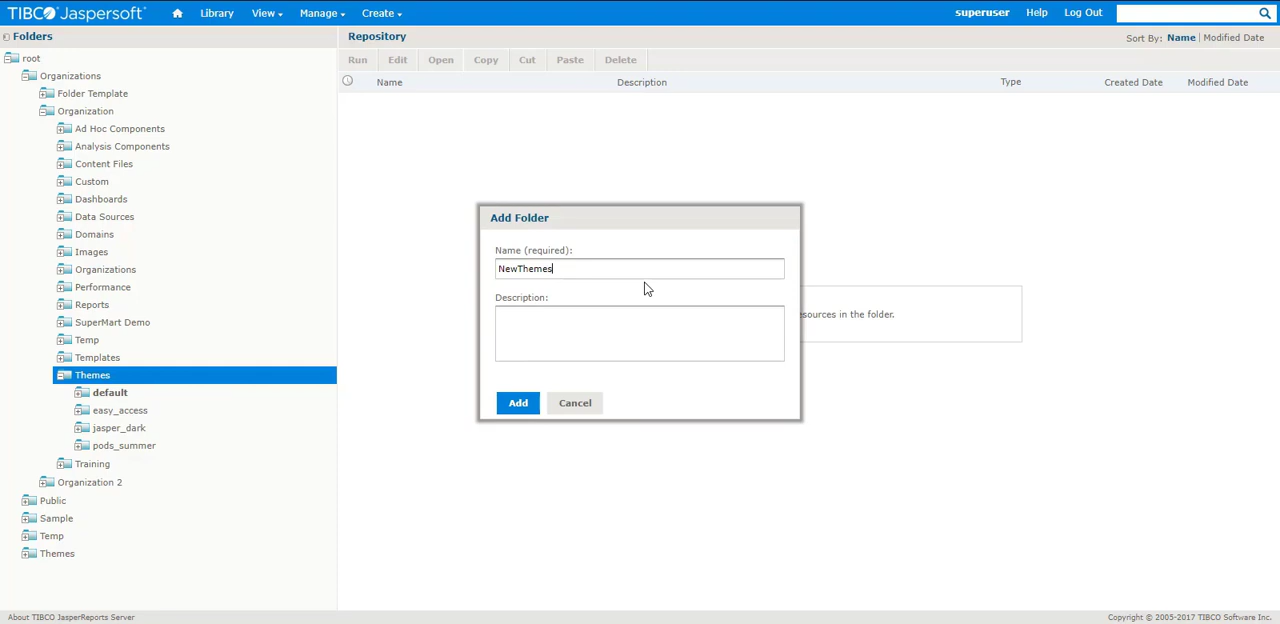 TIBCO Jaspersoft®
Library
View
Manage
Create
superuser
Help
Log Out
Folders
root
Organizations
Folder Template
Organization
Ad Hoc Components
Analysis Components
Content Files
Custom
Dashboards
Data Sources
Domains
Images
Organizations
Performance
Reports
SuperMart Demo
Temp
Templates
Themes
default
easy_access
jasper_dark
pods_summer
Training
Organization 2
Public
Sample
Temp
Themes
Repository
Sort By: Name | Modified Date
Run Edit Open Copy Cut Paste Delete
Name Description Type Created Date Modified Date
Add Folder
Name (required):
NewThemes
Description:
Add Cancel
esources in the folder.
About TIBCO JasperReports Server
Copyright © 2005-2017 TIBCO Software Inc.